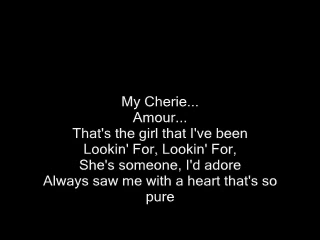 My Cherie...
Amour...
That's the girl that I've been
Lookin' For, Lookin' For,
She's someone, I'd adore
Always saw me with a heart that's so
pure